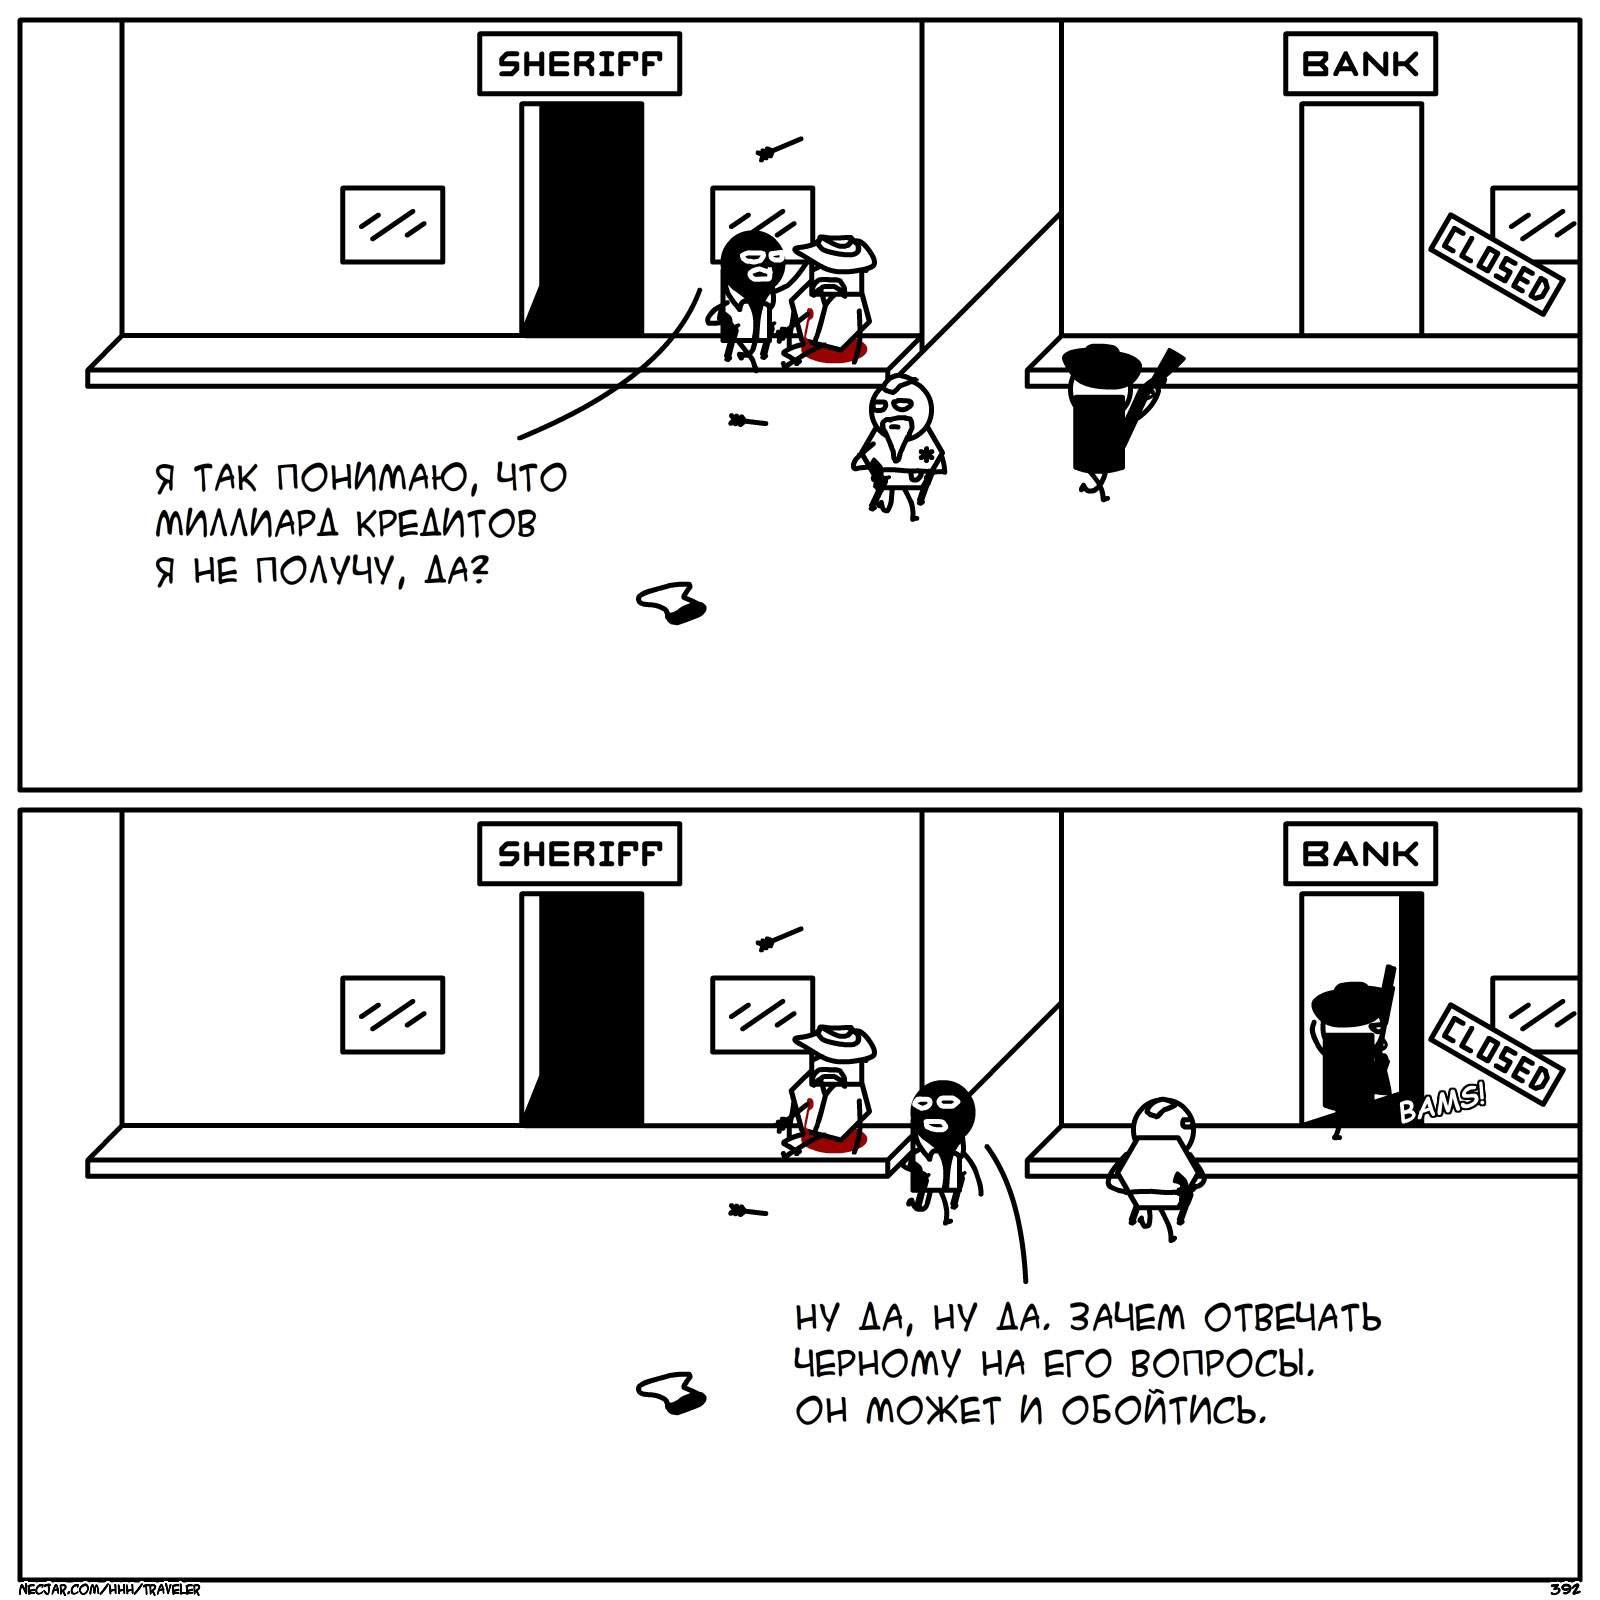 SHERIFF
BANK
CLOSED
Я ТАК ПОНИМАЮ, ЧТО
МИЛЛИАРД КРЕДИТОВ
Я НЕ ПОЛУЧУ, ДА?
SHERIFF
BANK
CLOSED
BAMS!
НУ ДА, НУ ДА. ЗАЧЕМ ОТВЕЧАТЬ
ЧЕРНОМУ НА ЕГО ВОПРОСЫ.
ОН МОЖЕТ И ОБОЙТИСЬ.
NECJAR.COM/HHH/TRAVELER
392